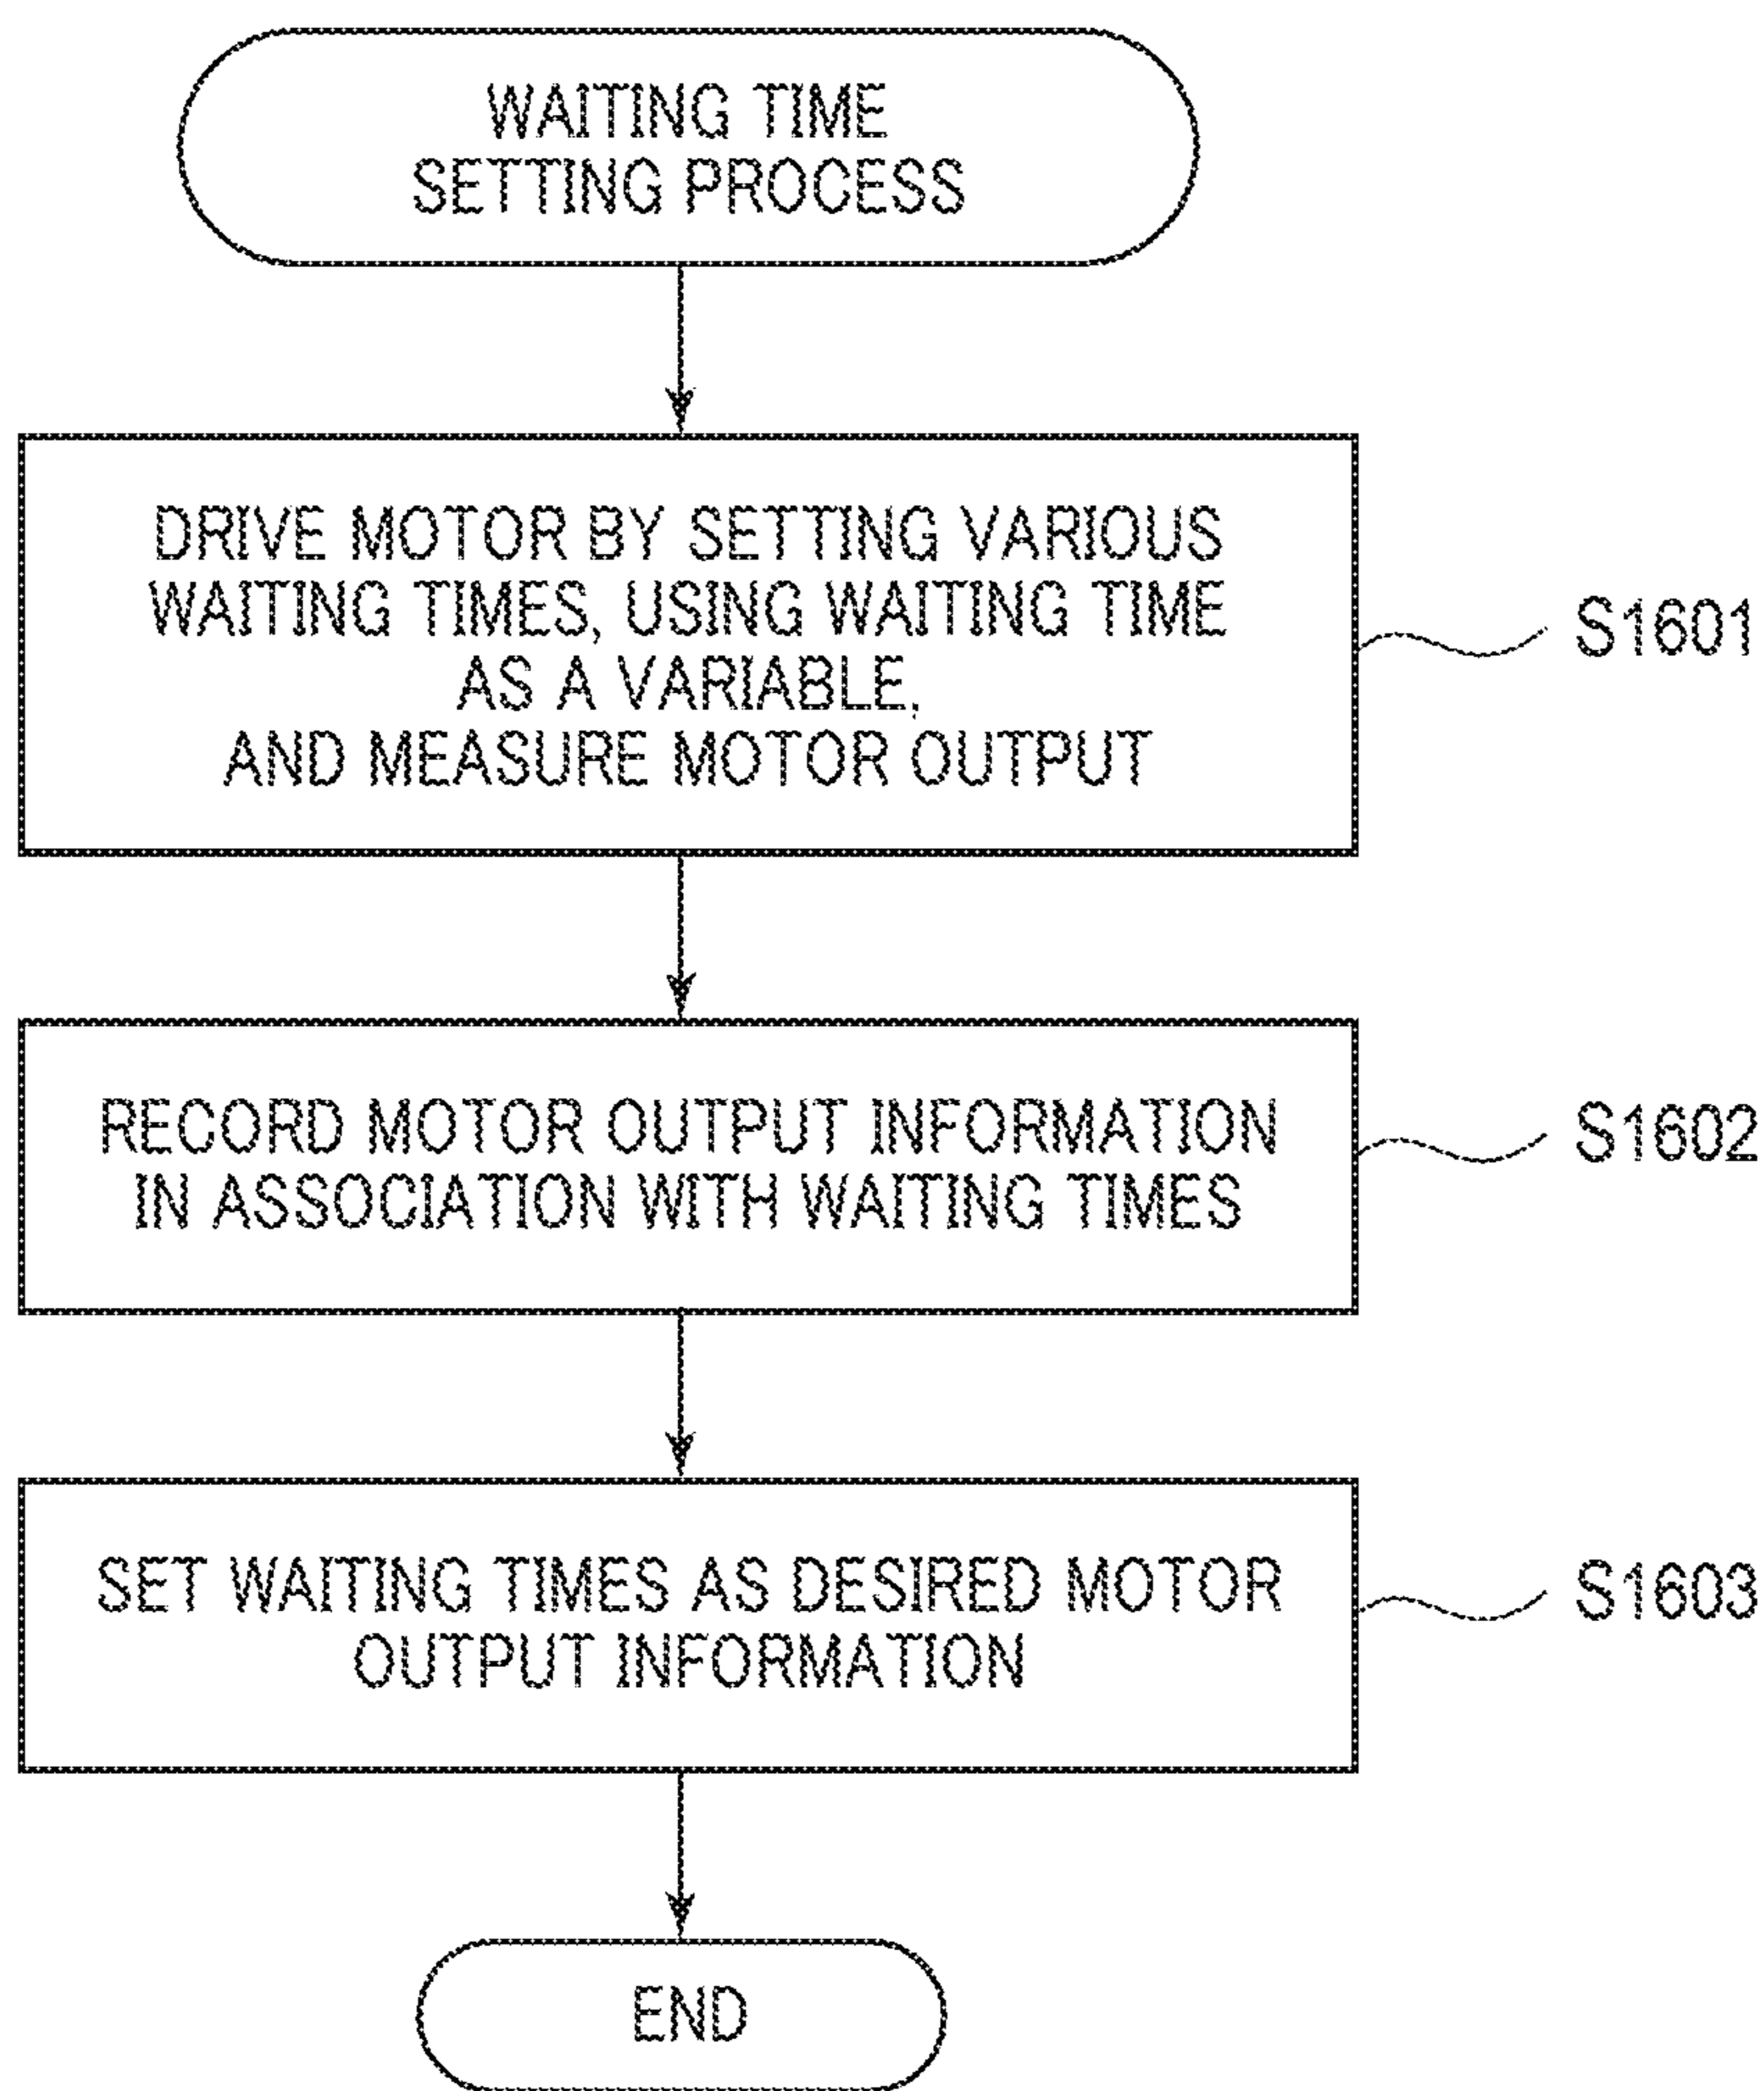 WAITING TIME
SETTING PROCESS
DRIVE MOTOR BY SETTING VARIOUS
WAITING TIMES, USING WAITING TIME
AS A VARIABLE,
AND MEASURE MOTOR OUTPUT
S1601
RECORD MOTOR OUTPUT INFORMATION
IN ASSOCIATION WITH WAITING TIMES
S1602
SET WAITING TIMES AS DESIRED MOTOR
OUTPUT INFORMATION
S1603
END